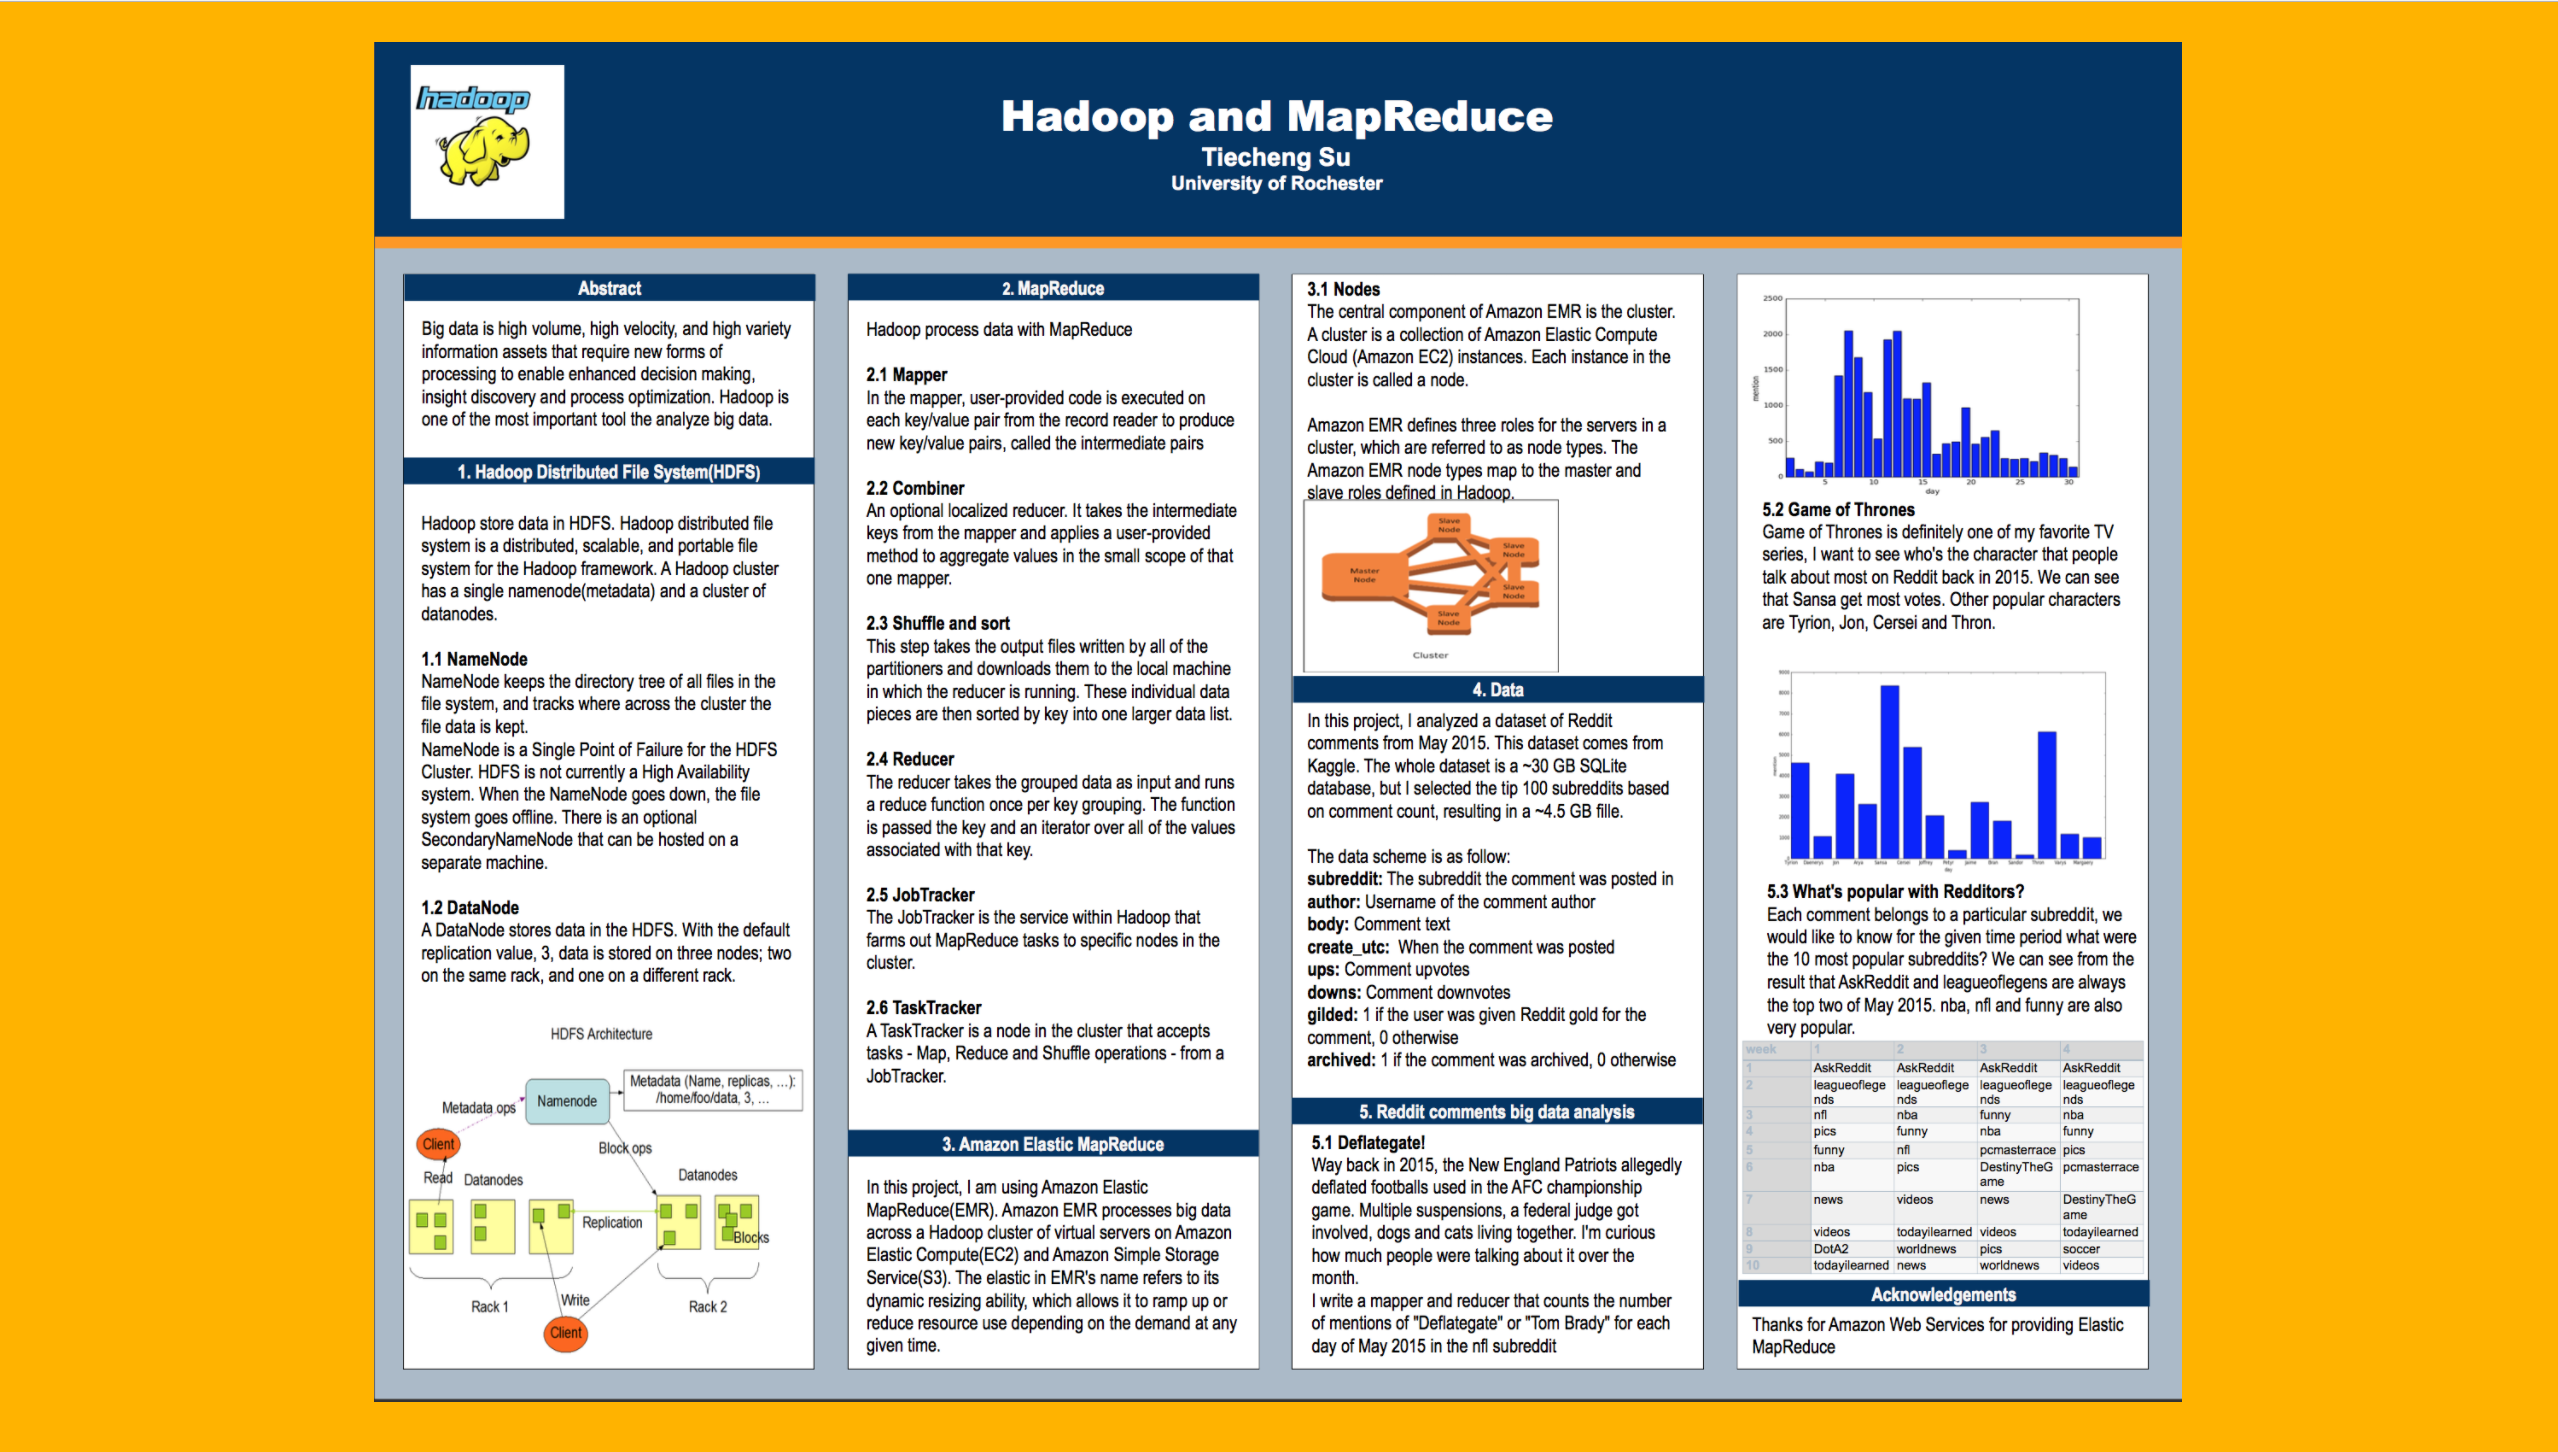 hadoop
Hadoop and MapReduce
Tiecheng Su
University of Rochester
Abstract
Big data is high volume, high velocity, and high variety
information assets that require new forms of
processing to enable enhanced decision making,
insight discovery and process optimization. Hadoop is
one of the most important tool the analyze big data.
1. Hadoop Distributed File System(HDFS)
Hadoop store data in HDFS. Hadoop distributed file
system is a distributed, scalable, and portable file
system for the Hadoop framework. A Hadoop cluster
has a single namenode(metadata) and a cluster of
datanodes.
1.1 NameNode
NameNode keeps the directory tree of all files in the
file system, and tracks where across the cluster the
file data is kept.
NameNode is a Single Point of Failure for the HDFS
Cluster. HDFS is not currently a High Availability
system. When the NameNode goes down, the file
system goes offline. There is an optional
SecondaryNameNode that can be hosted on a
separate machine.
1.2 DataNode
A DataNode stores data in the HDFS. With the default
replication value, 3, data is stored on three nodes; two
on the same rack, and one on a different rack.
HDFS Architecture
Metadata (Name, replicas, ...):
/home/foo/data, 3, ...
Namenode
Metadata ops
Client
Block ops
Read
Datanodes
Datanodes
Replication
Blocks
Rack 1
Write
Rack 2
Client
2. MapReduce
Hadoop process data with MapReduce
2.1 Mapper
In the mapper, user-provided code is executed on
each key/value pair from the record reader to produce
new key/value pairs, called the intermediate pairs
2.2 Combiner
An optional localized reducer. It takes the intermediate
keys from the mapper and applies a user-provided
method to aggregate values in the small scope of that
one mapper.
2.3 Shuffle and sort
This step takes the output files written by all of the
partitioners and downloads them to the local machine
in which the reducer is running. These individual data
pieces are then sorted by key into one larger data list.
2.4 Reducer
The reducer takes the grouped data as input and runs
a reduce function once per key grouping. The function
is passed the key and an iterator over all of the values
associated with that key.
2.5 JobTracker
The JobTracker is the service within Hadoop that
farms out MapReduce tasks to specific nodes in the
cluster.
2.6 TaskTracker
A TaskTracker is a node in the cluster that accepts
tasks - Map, Reduce and Shuffle operations - from a
JobTracker.
3. Amazon Elastic MapReduce
In this project, I am using Amazon Elastic
MapReduce(EMR). Amazon EMR processes big data
across a Hadoop cluster of virtual servers on Amazon
Elastic Compute(EC2) and Amazon Simple Storage
Service(S3). The elastic in EMR's name refers to its
dynamic resizing ability, which allows it to ramp up or
reduce resource use depending on the demand at any
given time.
3.1 Nodes
The central component of Amazon EMR is the cluster.
A cluster is a collection of Amazon Elastic Compute
Cloud (Amazon EC2) instances. Each instance in the
cluster is called a node.
Amazon EMR defines three roles for the servers in a
cluster, which are referred to as node types. The
Amazon EMR node types map to the master and
slave roles defined in Hadoop.
Slave
Node
Slave
Node
Master
Node
Slave
Node
Slave
Node
Cluster
4. Data
In this project, I analyzed a dataset of Reddit
comments from May 2015. This dataset comes from
Kaggle. The whole dataset is a ~30 GB SQLite
database, but I selected the tip 100 subreddits based
on comment count, resulting in a ~4.5 GB fille.
The data scheme is as follow:
subreddit: The subreddit the comment was posted in
author: Username of the comment author
body: Comment text
create_utc: When the comment was posted
ups: Comment upvotes
downs: Comment downvotes
gilded: 1 if the user was given Reddit gold for the
comment, 0 otherwise
archived: 1 if the comment was archived, 0 otherwise
5. Reddit comments big data analysis
5.1 Deflategate!
Way back in 2015, the New England Patriots allegedly
deflated footballs used in the AFC championship
game. Multiple suspensions, a federal judge got
involved, dogs and cats living together. I'm curious
how much people were talking about it over the
month.
I write a mapper and reducer that counts the number
of mentions of "Deflategate" or "Tom Brady" for each
day of May 2015 in the nfl subreddit
2500
2000
1500
1000
500
0
mention
5 10 15 20 25 30
day
5.2 Game of Thrones
Game of Thrones is definitely one of my favorite TV
series, I want to see who's the character that people
talk about most on Reddit back in 2015. We can see
that Sansa get most votes. Other popular characters
are Tyrion, Jon, Cersei and Thron.
9000
8000
7000
6000
5000
4000
3000
2000
1000
0
mention
Tyrion Daenerys Jon Arya Sansa Cersei Joffrey Petyr Jaime Bran Sandor Thron Varys Margaery
day
5.3 What's popular with Redditors?
Each comment belongs to a particular subreddit, we
would like to know for the given time period what were
the 10 most popular subreddits? We can see from the
result that AskReddit and leagueoflegens are always
the top two of May 2015. nba, nfl and funny are also
very popular.
week 1 2 3 4
1 AskReddit AskReddit AskReddit AskReddit
2 leagueoflege leagueoflege leagueoflege leagueoflege
nds nds nds nds
3 nfl nba funny nba
4 pics funny nba funny
5 funny nfl pcmasterrace pics
6 nba pics DestinyTheG pcmasterrace
ame
7 news videos news DestinyTheG
ame
8 videos todayilearned videos todayilearned
9 DotA2 worldnews pics soccer
10 todayilearned news worldnews videos
Acknowledgements
Thanks for Amazon Web Services for providing Elastic
MapReduce